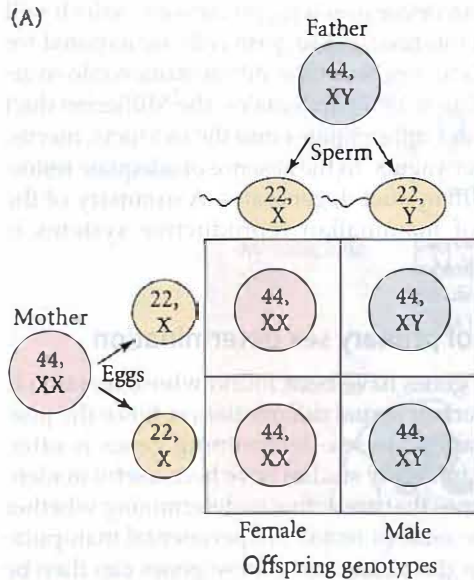 (A)
Father
44,
XY
Sperm
22,
X
22,
Y
Mother
44,
XX
Eggs
22,
X
22,
X
44,
XX
44,
XY
44,
XX
44,
XY
Female
Male
Offspring genotypes